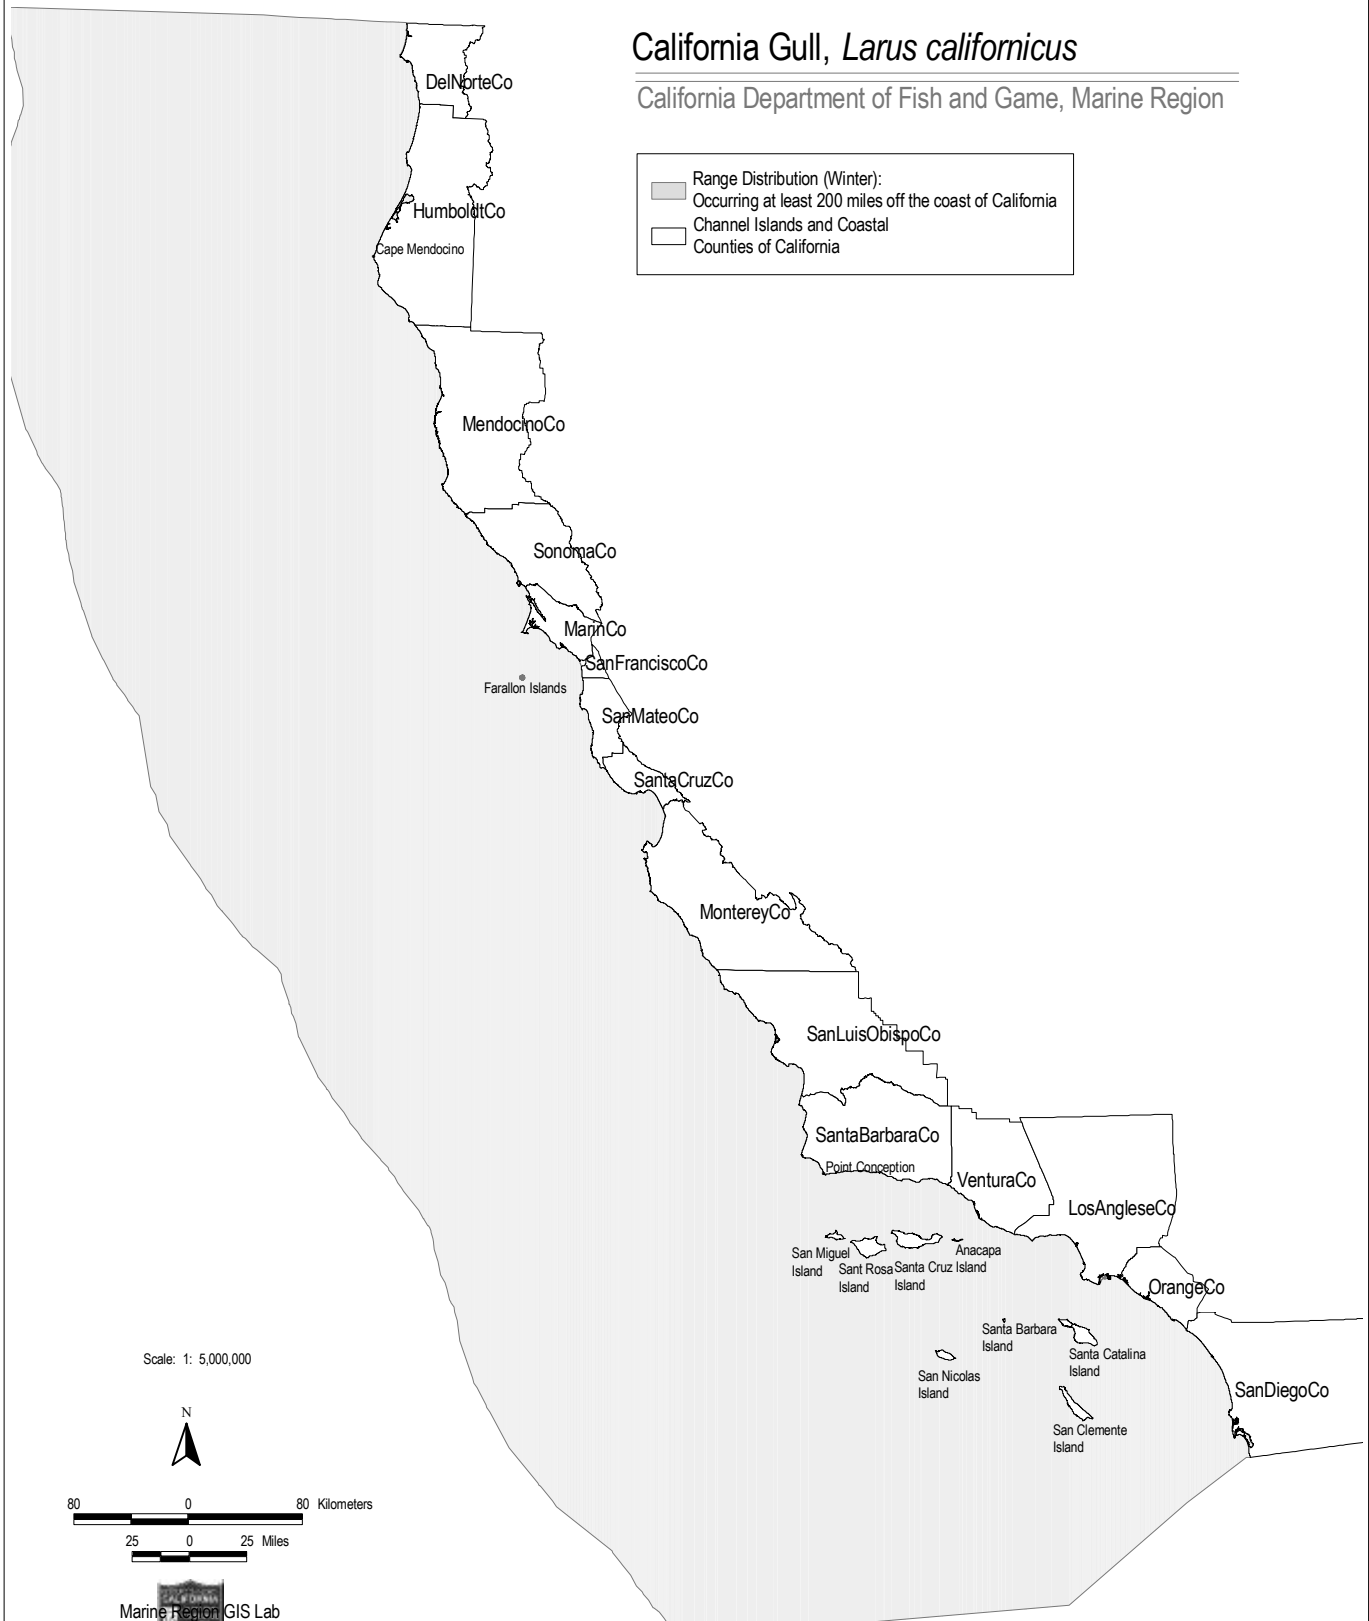 California Gull, Larus californicus
California Department of Fish and Game, Marine Region
Range Distribution (Winter):
Occurring at least 200 miles off the coast of California
Channel Islands and Coastal
Counties of California
DelNorteCo
HumboldtCo
Cape Mendocino
MendocinoCo
SonomaCo
MarinCo
SanFranciscoCo
Farallon Islands
SanMateoCo
SantaCruzCo
MontereyCo
SanLuisObispoCo
SantaBarbaraCo
Point Conception
VenturaCo
LosAngleseCo
San Miguel
Island
Sant Rosa
Island
Santa Cruz
Island
Anacapa
Island
OrangeCo
Santa Barbara
Island
Santa Catalina
Island
San Nicolas
Island
SanDiegoCo
San Clemente
Island
Scale: 1: 5,000,000
N
80 0 80 Kilometers
25 0 25 Miles
CALIFORNIA
Marine Region GIS Lab